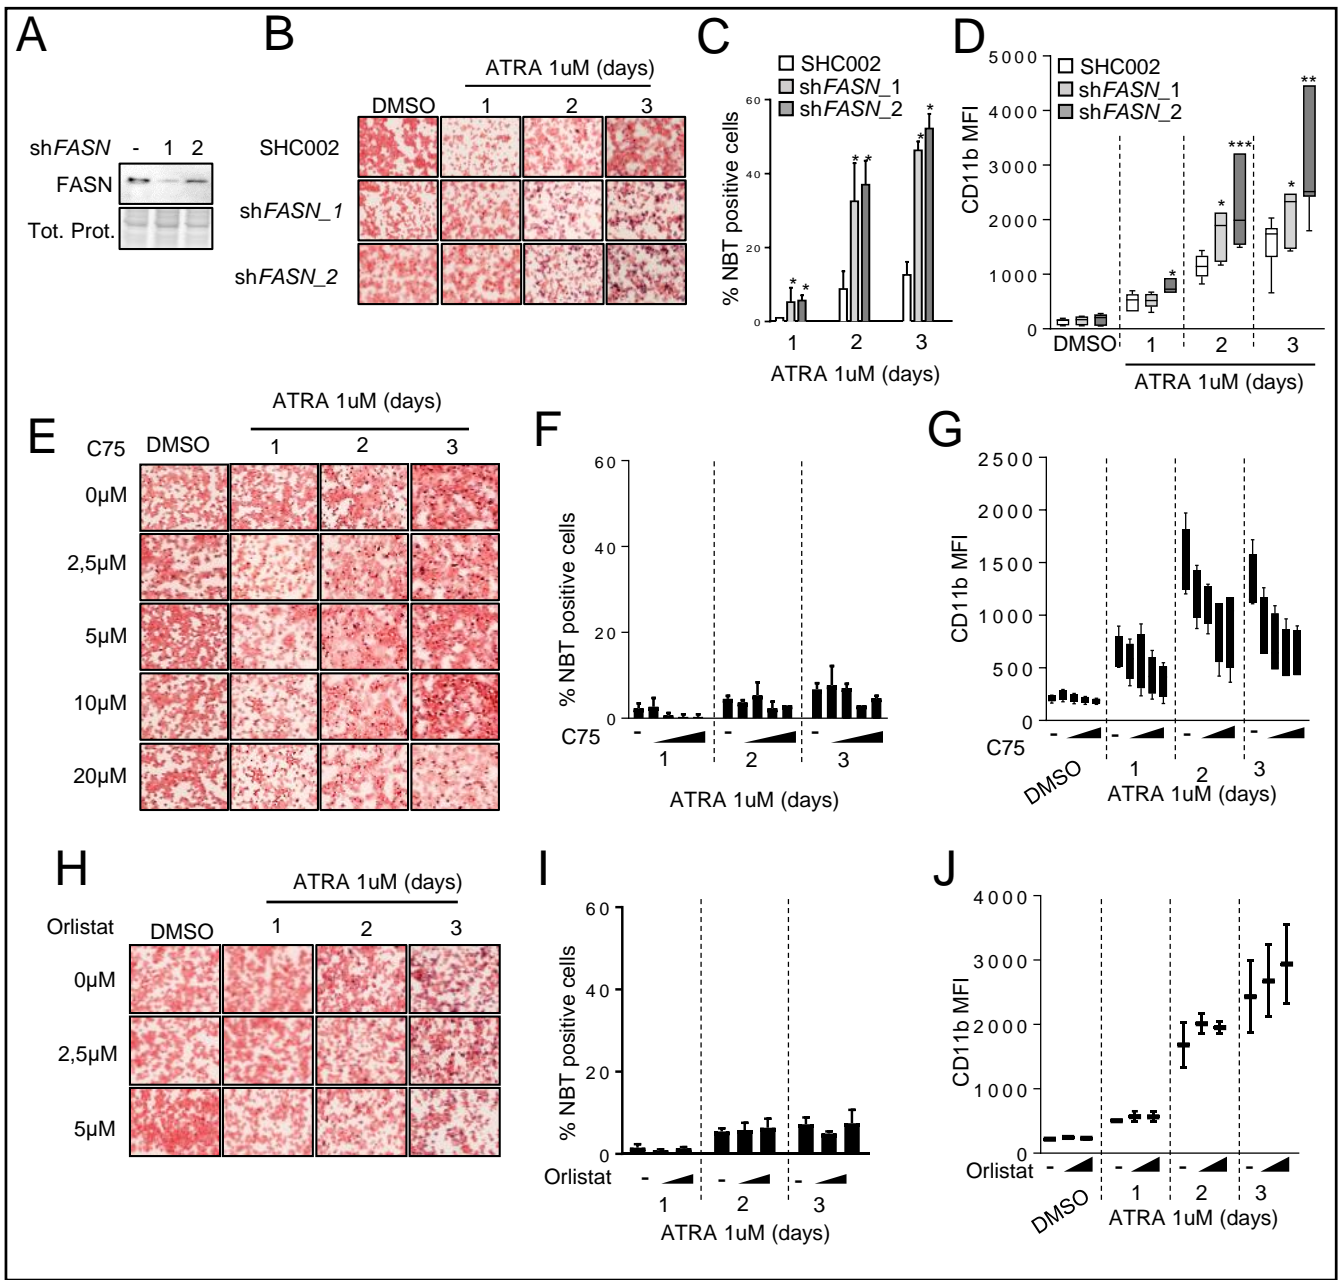 A
shFASN - 1 2
FASN
Tot. Prot.
B
ATRA 1uM (days)
DMSO 1 2 3
SHC002
shFASN_1
shFASN_2
C
SHC002
shFASN_1
shFASN_2
% NBT positive cells
60
40
20
0
* * * * * *
1 2 3
ATRA 1uM (days)
D
SHC002
shFASN_1
shFASN_2
CD11b MFI
5000
4000
3000
2000
1000
0
* * *** * **
DMSO 1 2 3
ATRA 1uM (days)
E
ATRA 1uM (days)
C75 DMSO 1 2 3
0µM
2,5µM
5µM
10µM
20µM
F
% NBT positive cells
60
40
20
0
C75 - - -
1 2 3
ATRA 1uM (days)
G
CD11b MFI
2500
2000
1500
1000
500
0
C75 - - - -
DMSO 1 2 3
ATRA 1uM (days)
H
ATRA 1uM (days)
Orlistat DMSO 1 2 3
0µM
2,5µM
5µM
I
% NBT positive cells
60
40
20
0
Orlistat - - -
1 2 3
ATRA 1uM (days)
J
CD11b MFI
4000
3000
2000
1000
0
Orlistat - - - -
DMSO 1 2 3
ATRA 1uM (days)